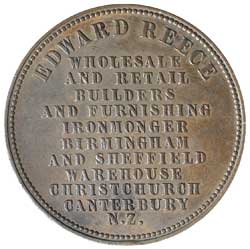 EDWARD REECE
WHOLESALE
AND RETAIL
BUILDERS
AND FURNISHING
IRONMONGER
BIRMINGHAM
AND SHEFFIELD
WAREHOUSE
CHRISTCHURCH
CANTERBURY
N.Z.